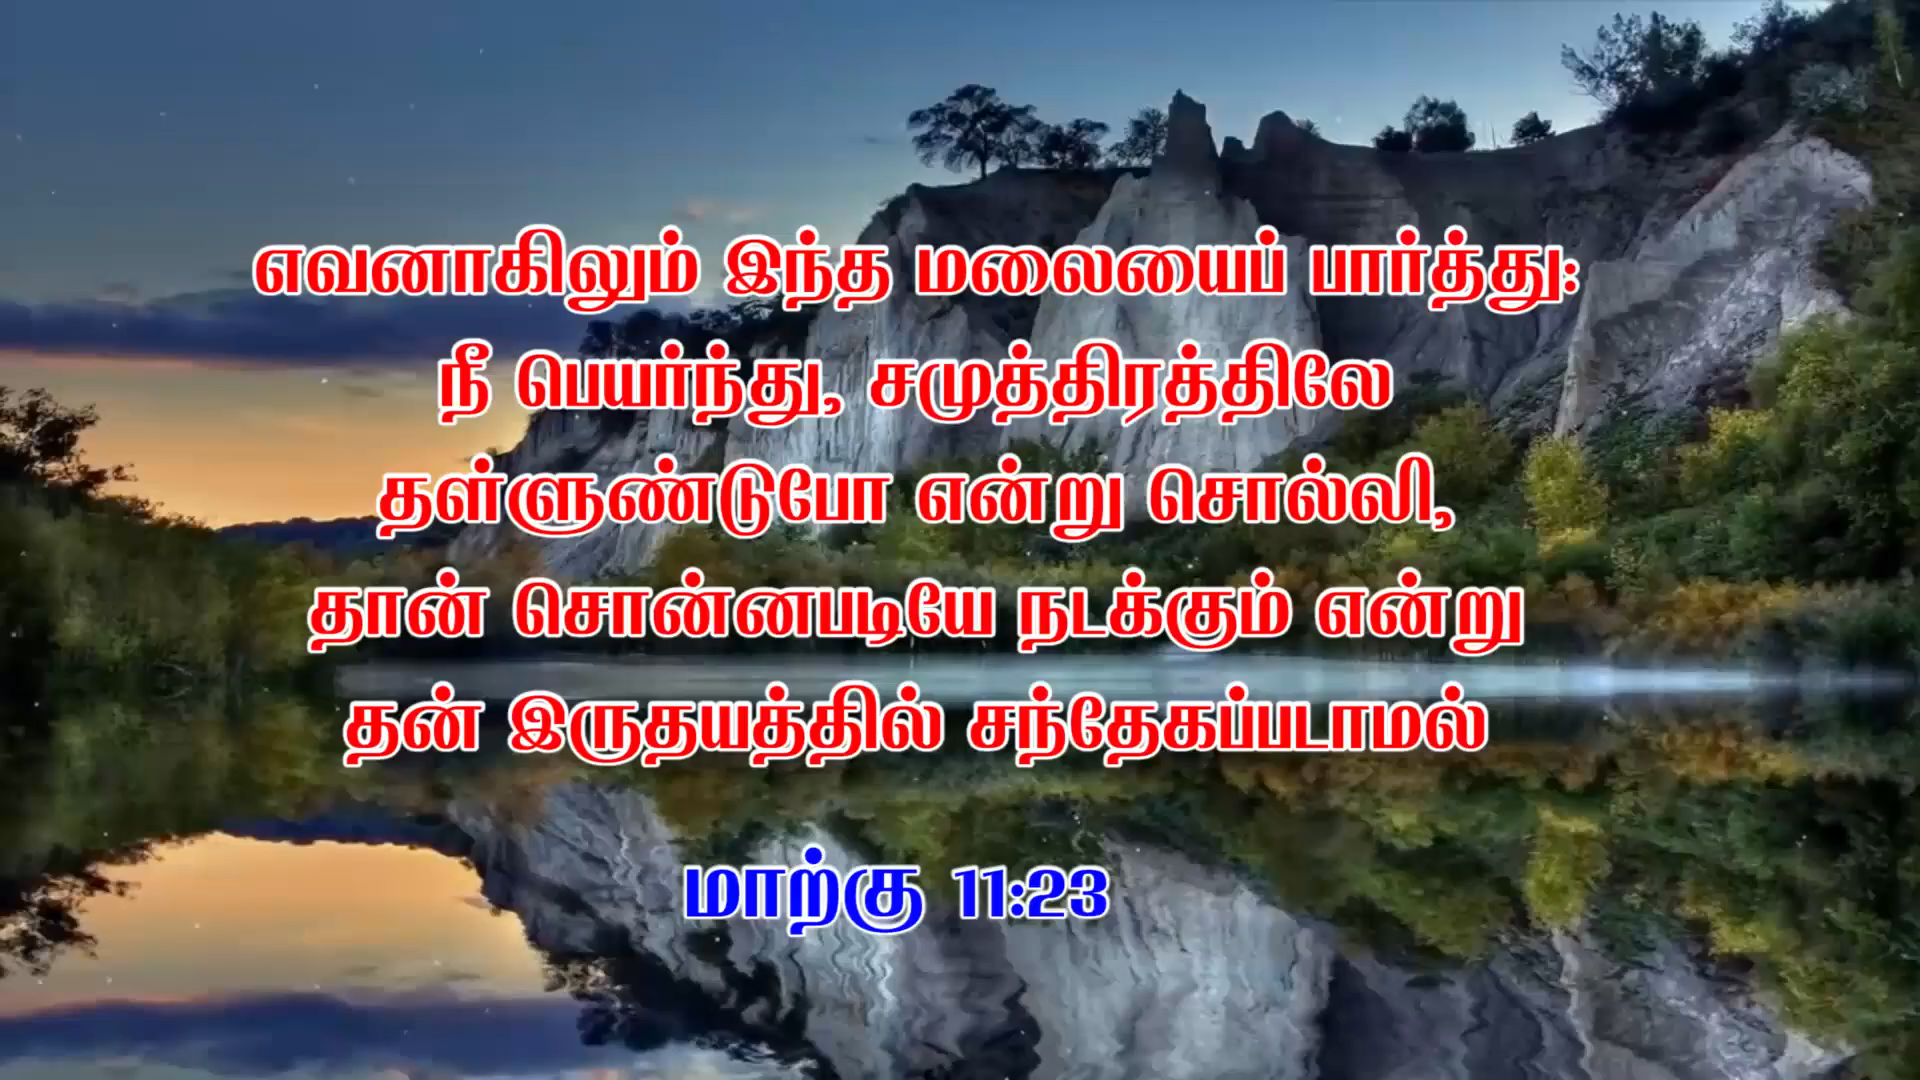 எவனாகிலும் இந்த மலையைப் பார்த்து:
நீ பெயர்ந்து, சமுத்திரத்திலே
தள்ளுண்டுபோ என்று சொல்லி,
தான் சொன்னபடியே நடக்கும் என்று
தன் இருதயத்தில் சந்தேகப்படாமல்
மாற்கு 11:23